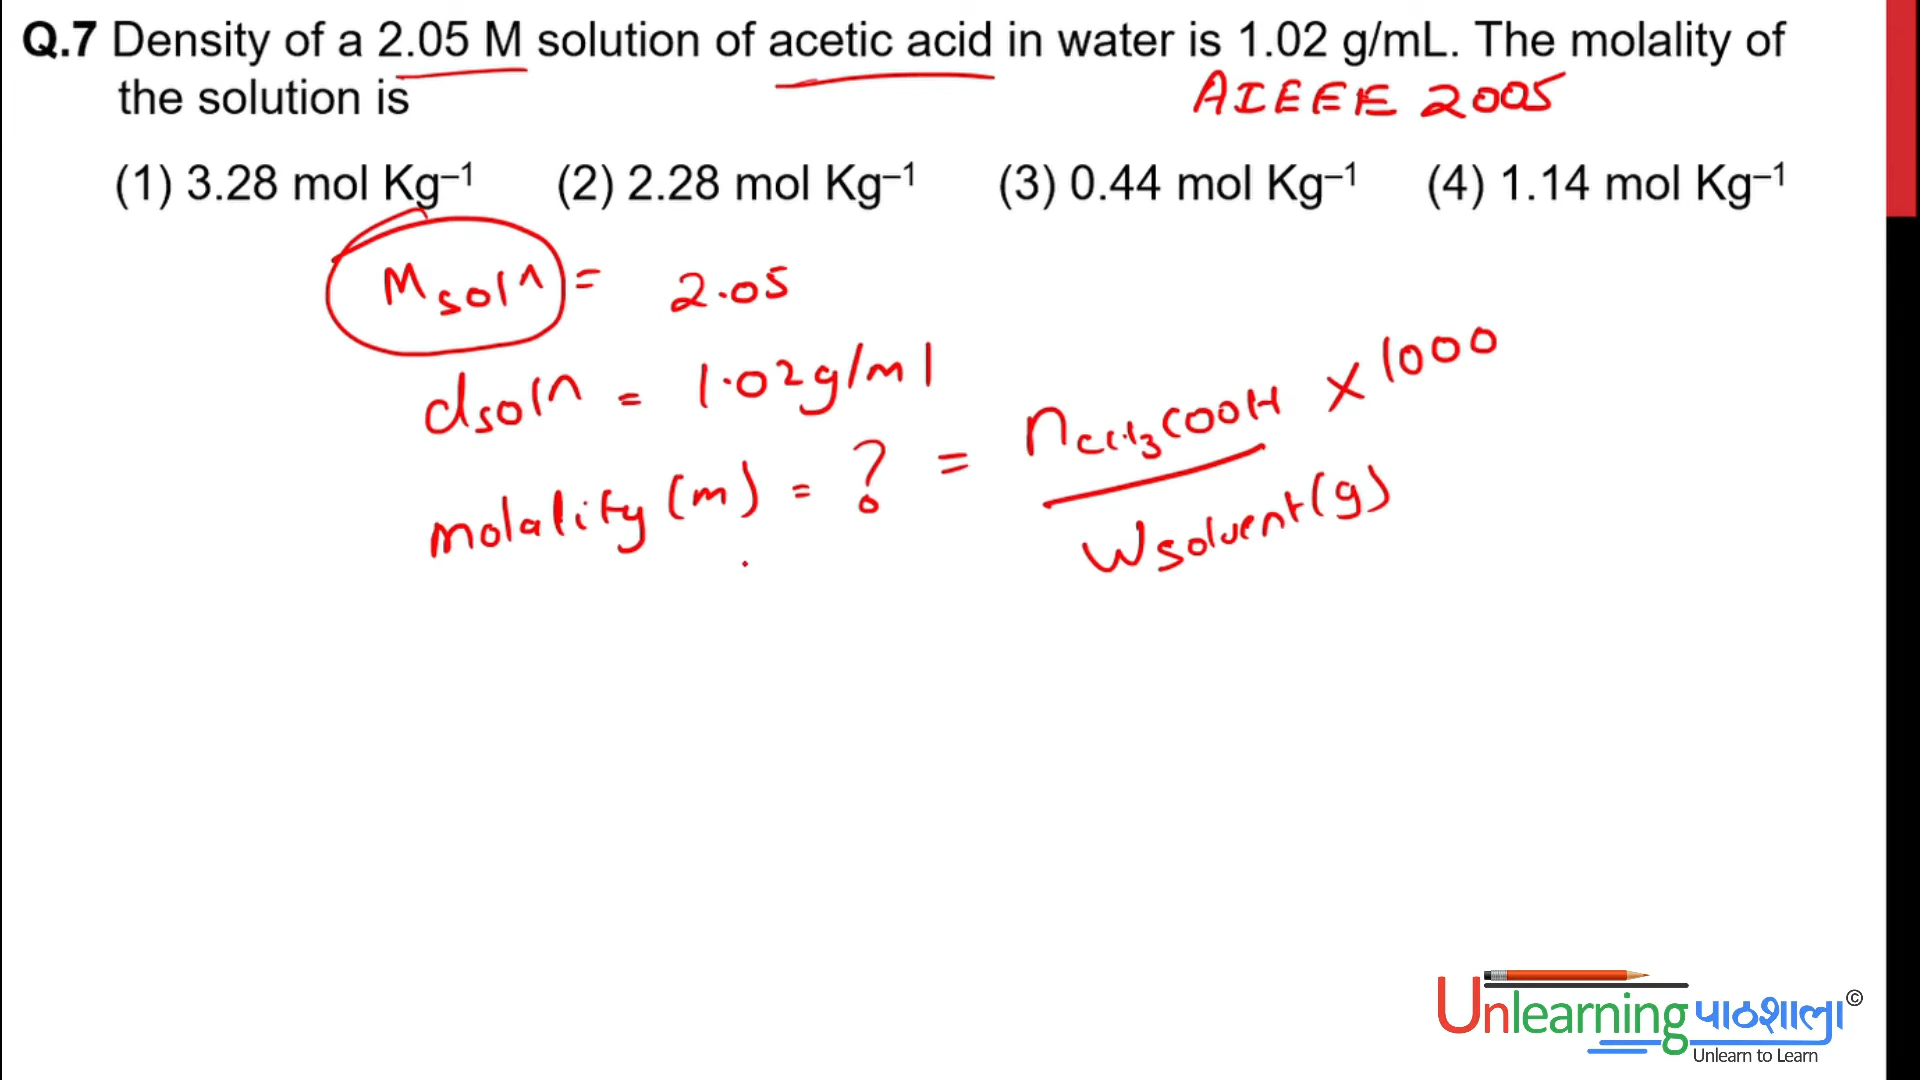 Q.7 Density of a 2.05 M solution of acetic acid in water is 1.02 g/mL. The molality of
the solution is
AIEEE 2005
(1) 3.28 mol Kg⁻¹ (2) 2.28 mol Kg⁻¹ (3) 0.44 mol Kg⁻¹ (4) 1.14 mol Kg⁻¹
Msoln = 2.05
dsoln = 1.02g/ml
molality (m) = ? = nCH3COOH × 1000
Wsolvent(g)
Unlearning पाठशाला ©
Unlearn to Learn